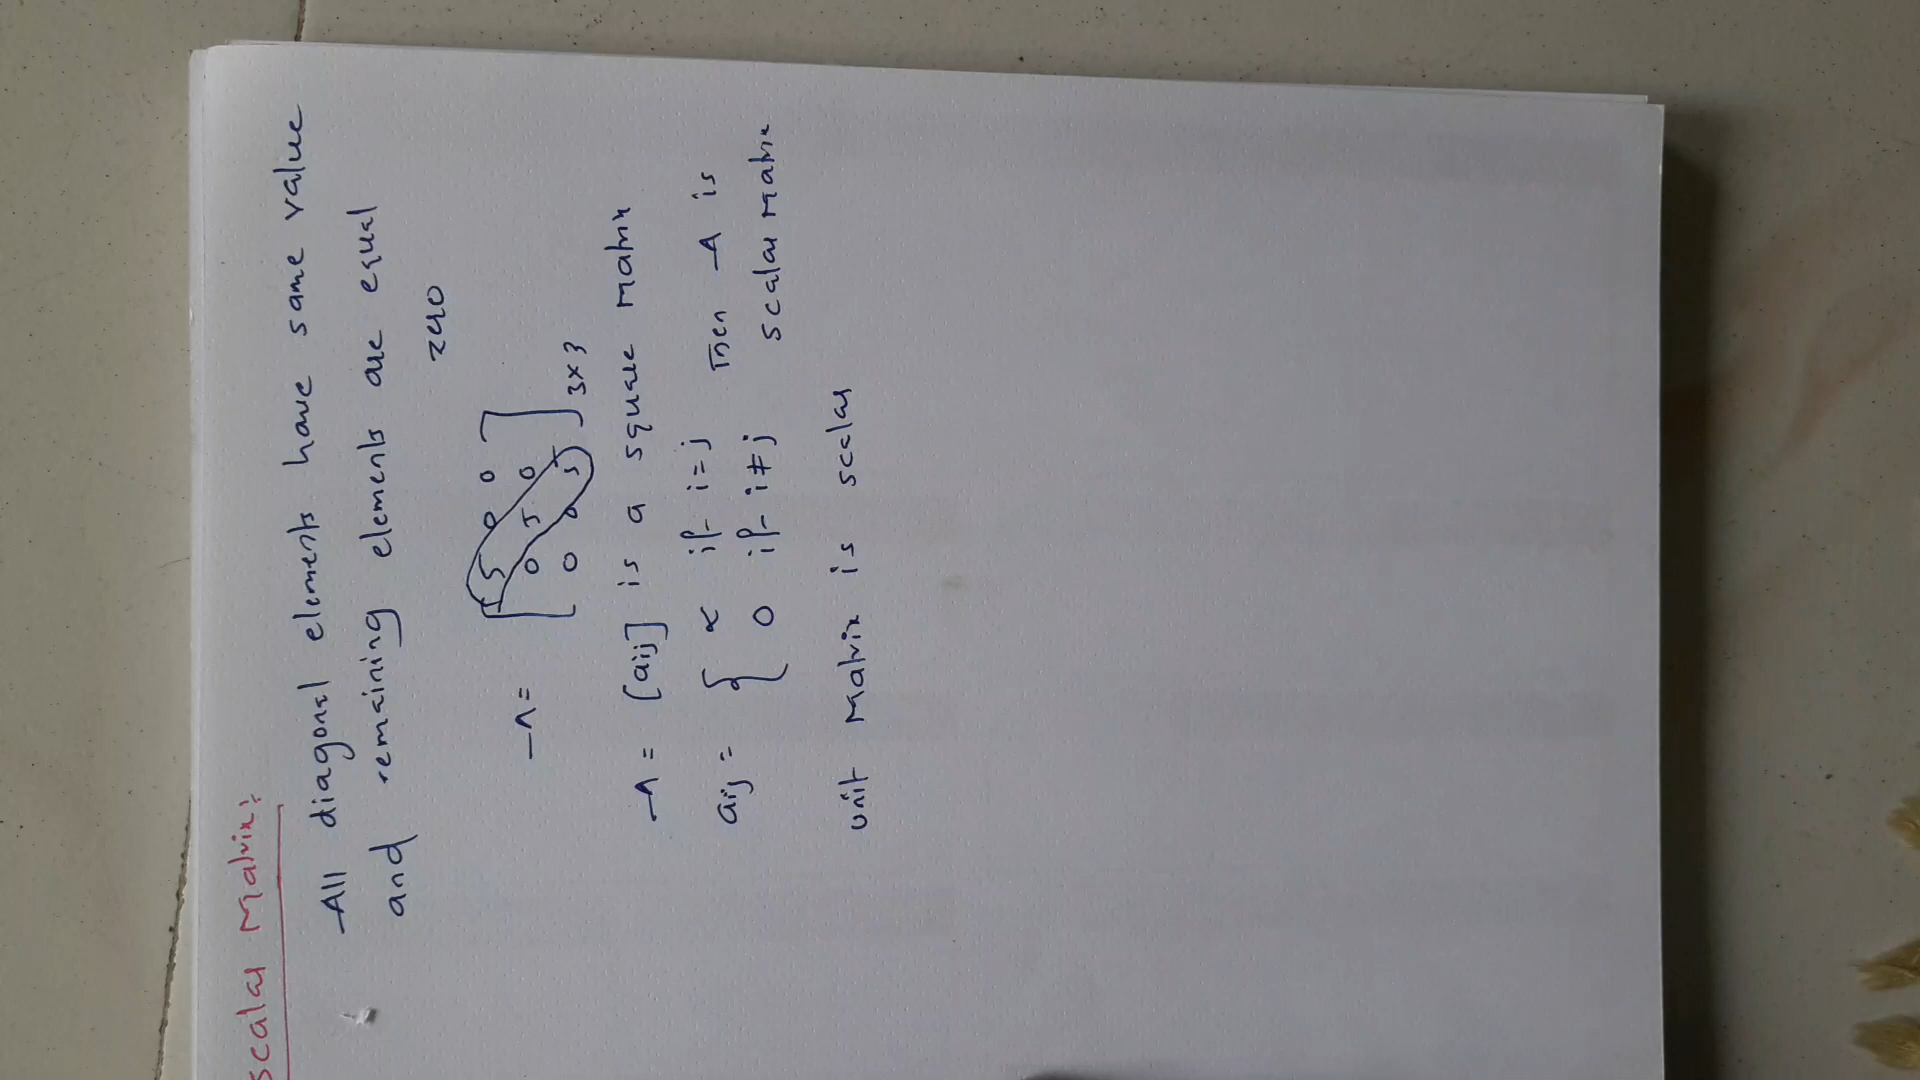 scalar Matrix:
All diagonal elements have same value
and remaining elements are equal
zero
A = [5 0 0
0 5 0
0 0 5] 3x3
A = [aij] is a square matrix
aij = { α if i=j Then A is
0 if i≠j scalar matrix
unit Matrix is scalar